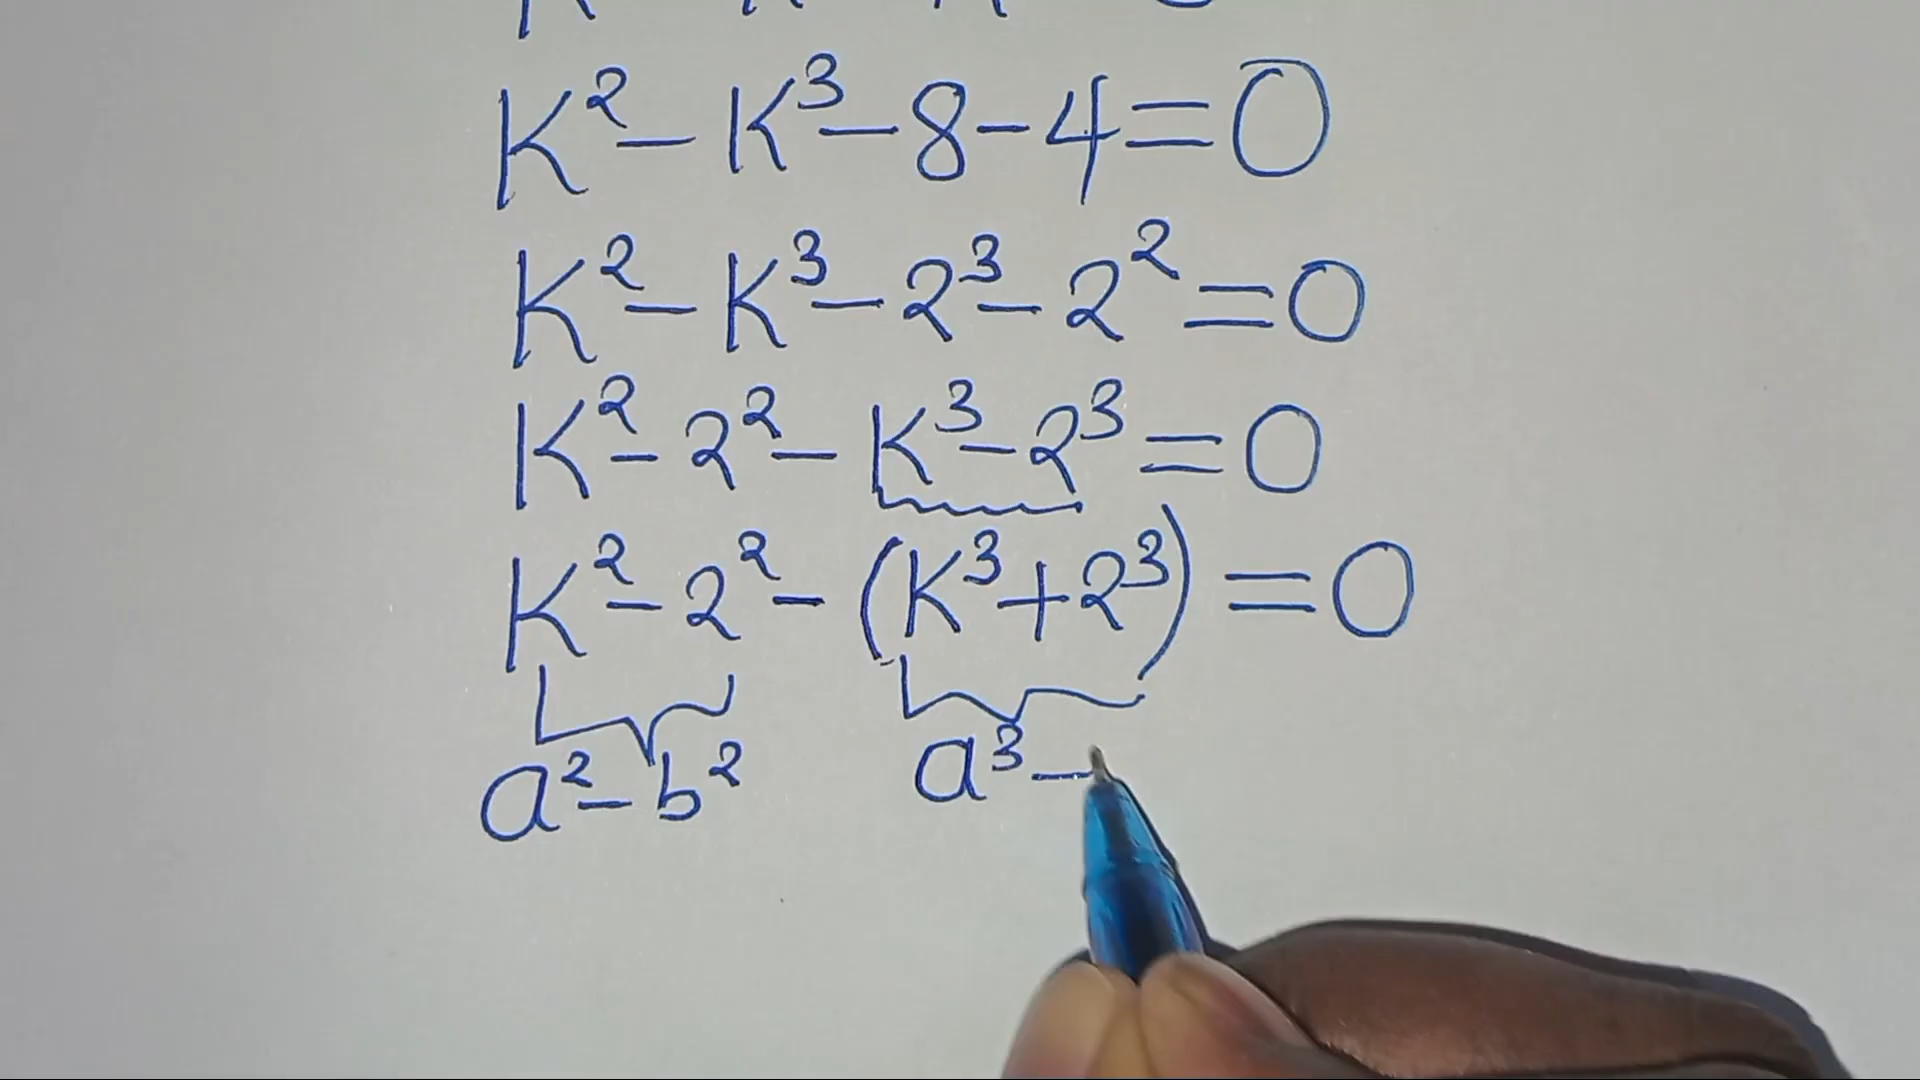 K² - K³ - 8 - 4 = 0
K² - K³ - 2³ - 2² = 0
K² - 2² - K³ - 2³ = 0
K² - 2² - (K³ + 2³) = 0
a² - b² a³ -